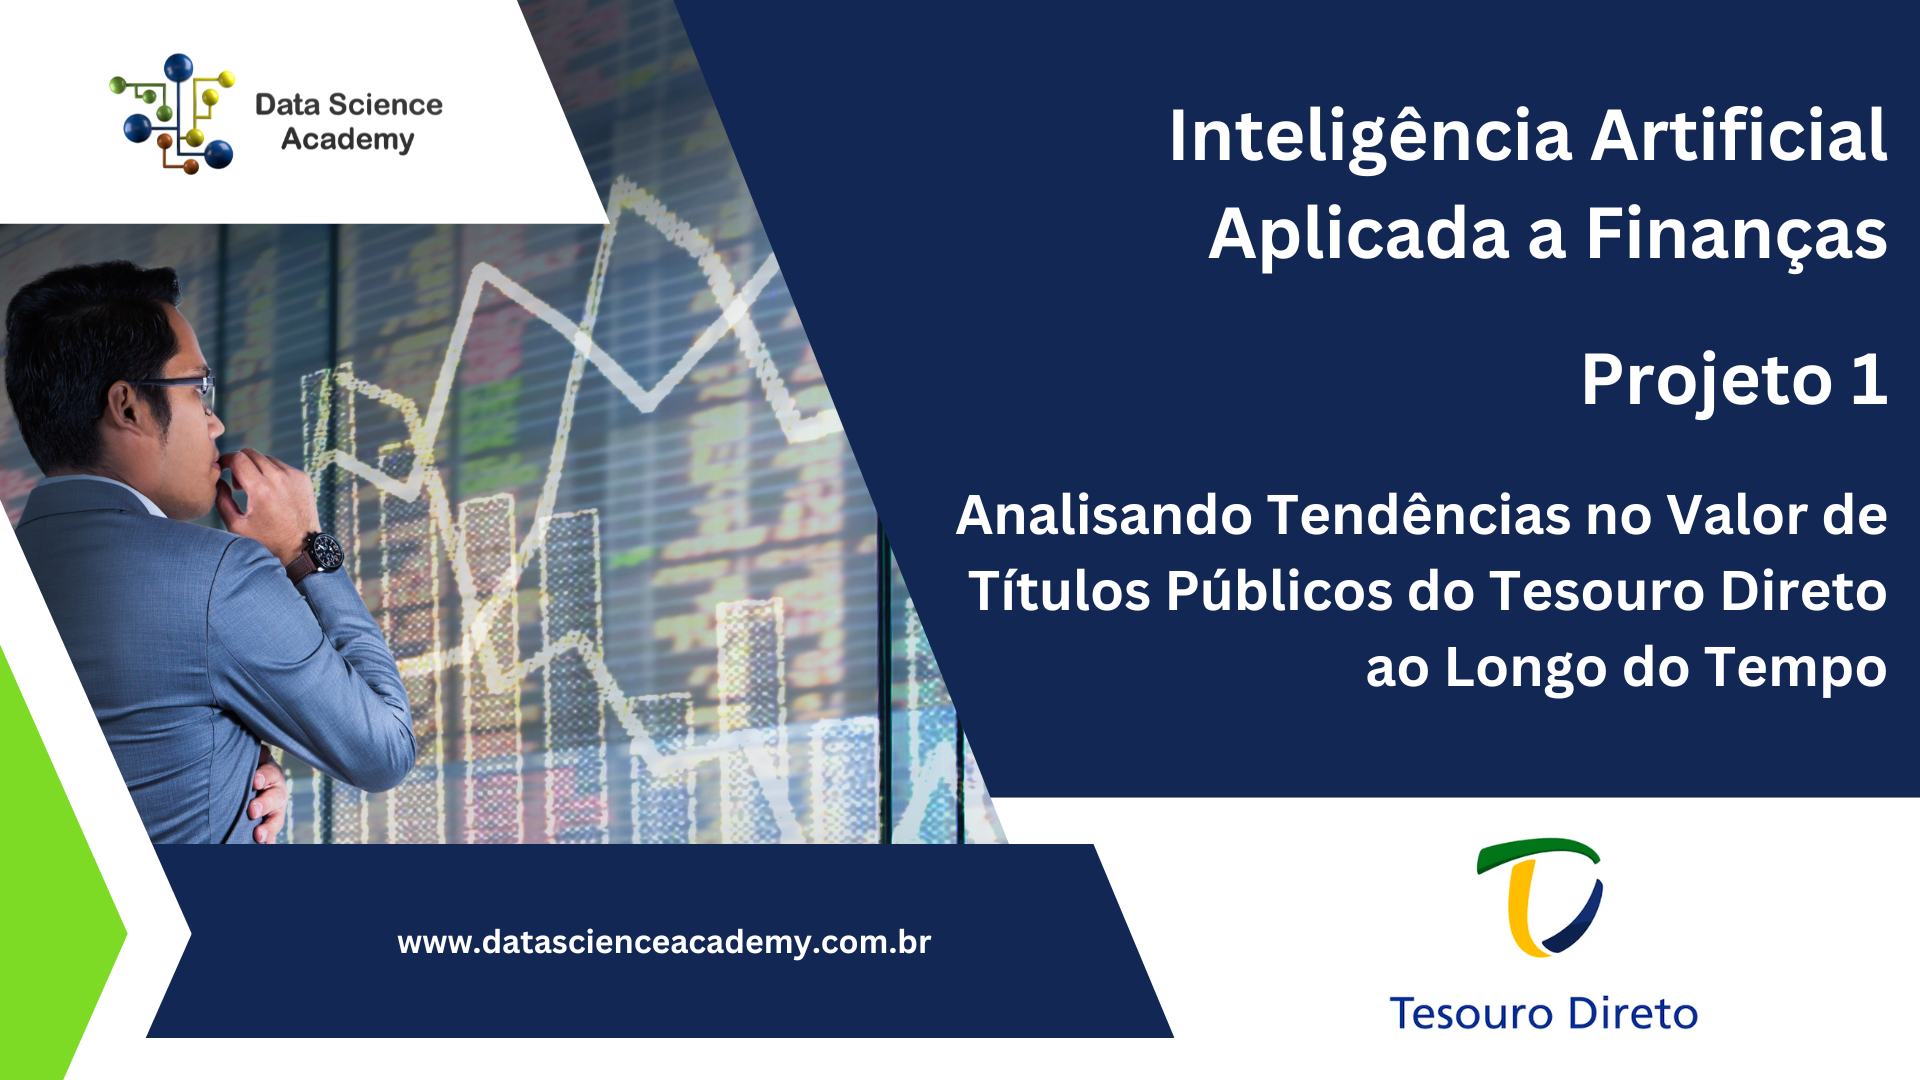 Data Science
Academy
Inteligência Artificial
Aplicada a Finanças
Projeto 1
Analisando Tendências no Valor de
Títulos Públicos do Tesouro Direto
ao Longo do Tempo
www.datascienceacademy.com.br
Tesouro Direto